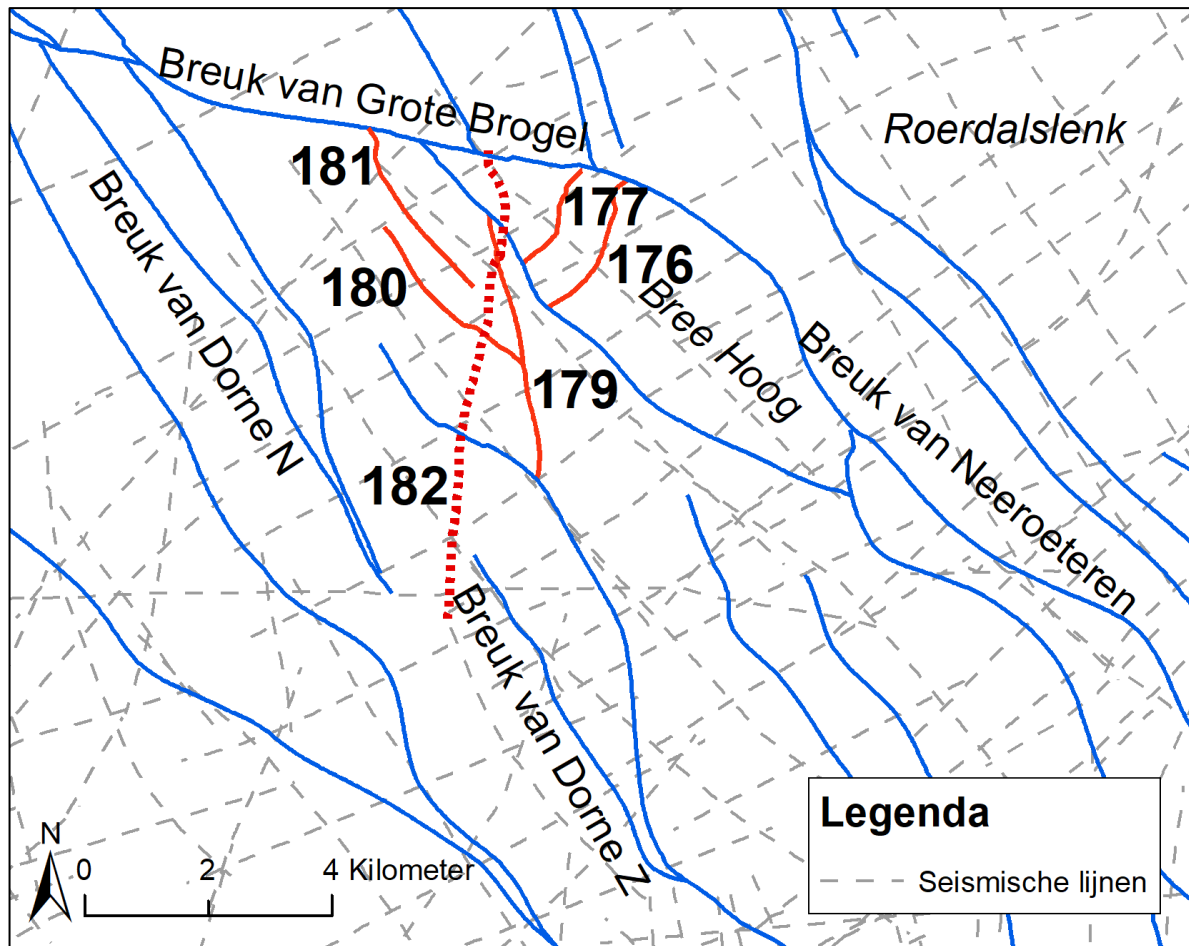 Breuk van Grote Brogel
Roerdalslenk
181
177
176
180
Breuk van Dorne N
Bree Hoog
Breuk van Neeroeteren
179
182
Breuk van Dorne Z
Legenda
Seismische lijnen
N
0 2 4 Kilometer